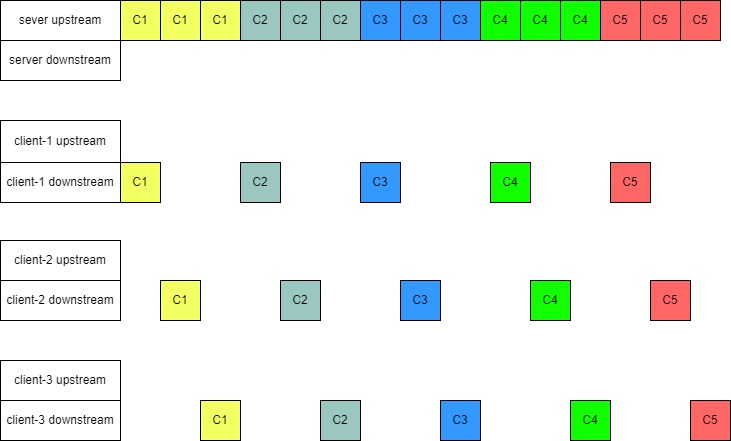 sever upstream C1 C1 C1 C2 C2 C2 C3 C3 C3 C4 C4 C4 C5 C5 C5
server downstream
client-1 upstream
client-1 downstream C1 C2 C3 C4 C5
client-2 upstream
client-2 downstream C1 C2 C3 C4 C5
client-3 upstream
client-3 downstream C1 C2 C3 C4 C5